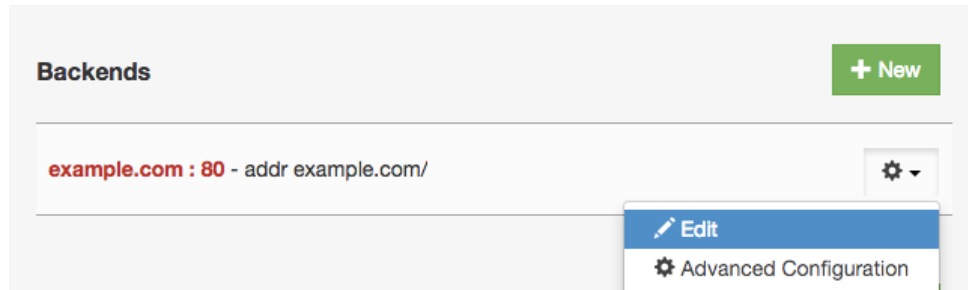 Backends
+ New
example.com : 80 - addr example.com/
Edit
Advanced Configuration